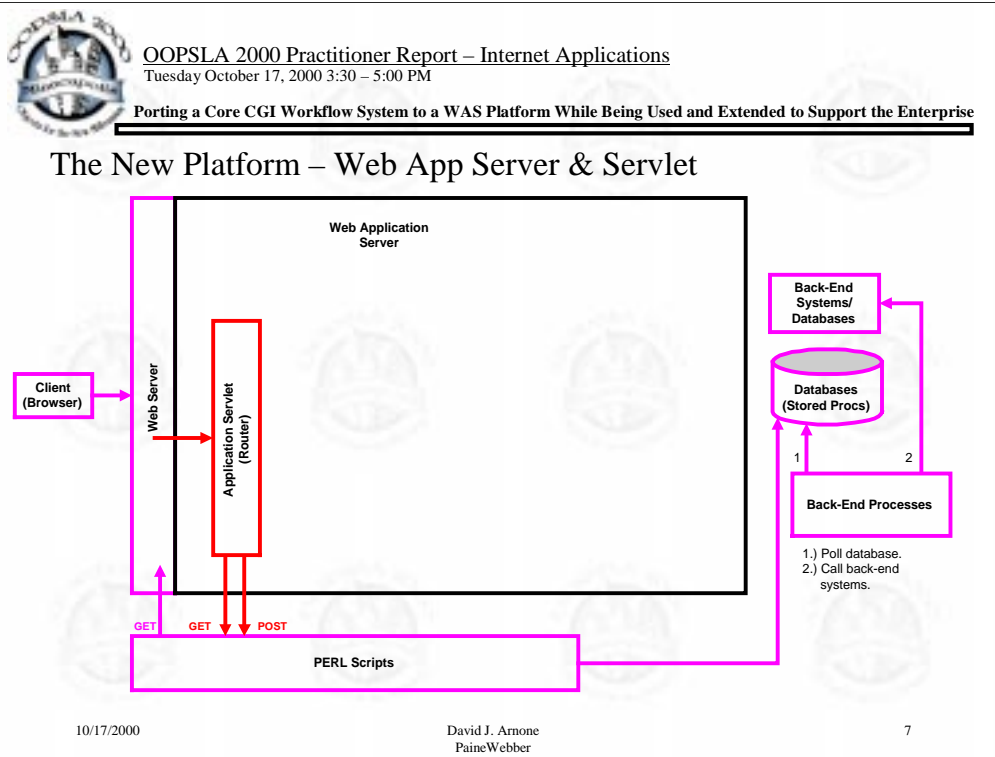 OOPSLA 2000
Minneapolis
OOPSLA 2000 Practitioner Report – Internet Applications
Tuesday October 17, 2000 3:30 – 5:00 PM
Porting a Core CGI Workflow System to a WAS Platform While Being Used and Extended to Support the Enterprise
The New Platform – Web App Server & Servlet
Web Application
Server
Back-End
Systems/
Databases
Client
(Browser)
Web Server
Application Servlet
(Router)
Databases
(Stored Procs)
1
2
Back-End Processes
1.) Poll database.
2.) Call back-end
systems.
GET
GET
POST
PERL Scripts
10/17/2000
David J. Arnone
PaineWebber
7